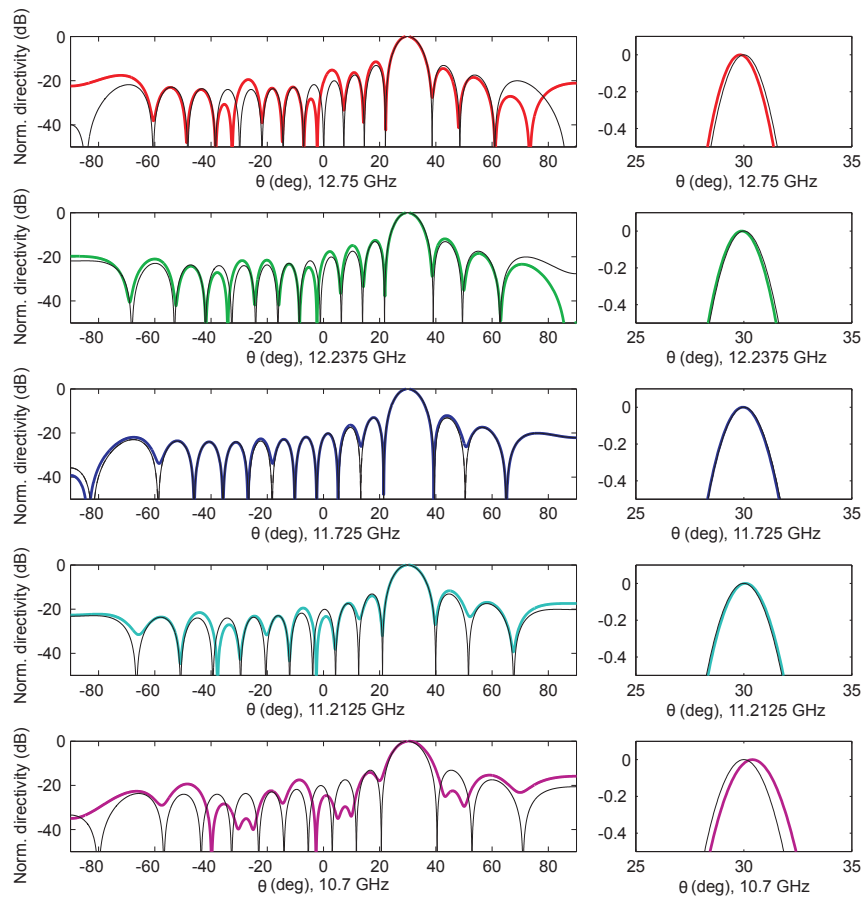 Norm. directivity (dB)
0
-20
-40
-80 -60 -40 -20 0 20 40 60 80
θ (deg), 12.75 GHz
0
-0.2
-0.4
25 30 35
θ (deg), 12.75 GHz
Norm. directivity (dB)
0
-20
-40
-80 -60 -40 -20 0 20 40 60 80
θ (deg), 12.2375 GHz
0
-0.2
-0.4
25 30 35
θ (deg), 12.2375 GHz
Norm. directivity (dB)
0
-20
-40
-80 -60 -40 -20 0 20 40 60 80
θ (deg), 11.725 GHz
0
-0.2
-0.4
25 30 35
θ (deg), 11.725 GHz
Norm. directivity (dB)
0
-20
-40
-80 -60 -40 -20 0 20 40 60 80
θ (deg), 11.2125 GHz
0
-0.2
-0.4
25 30 35
θ (deg), 11.2125 GHz
Norm. directivity (dB)
0
-20
-40
-80 -60 -40 -20 0 20 40 60 80
θ (deg), 10.7 GHz
0
-0.2
-0.4
25 30 35
θ (deg), 10.7 GHz